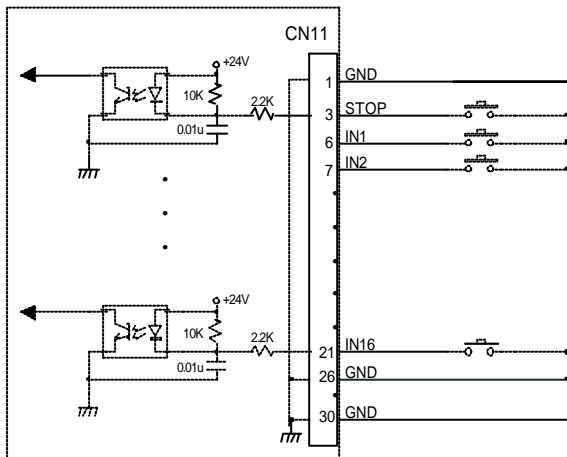 CN11
+24V
10K
2.2K
0.01u
1 GND
3 STOP
6 IN1
7 IN2
+24V
10K
2.2K
0.01u
21 IN16
26 GND
30 GND